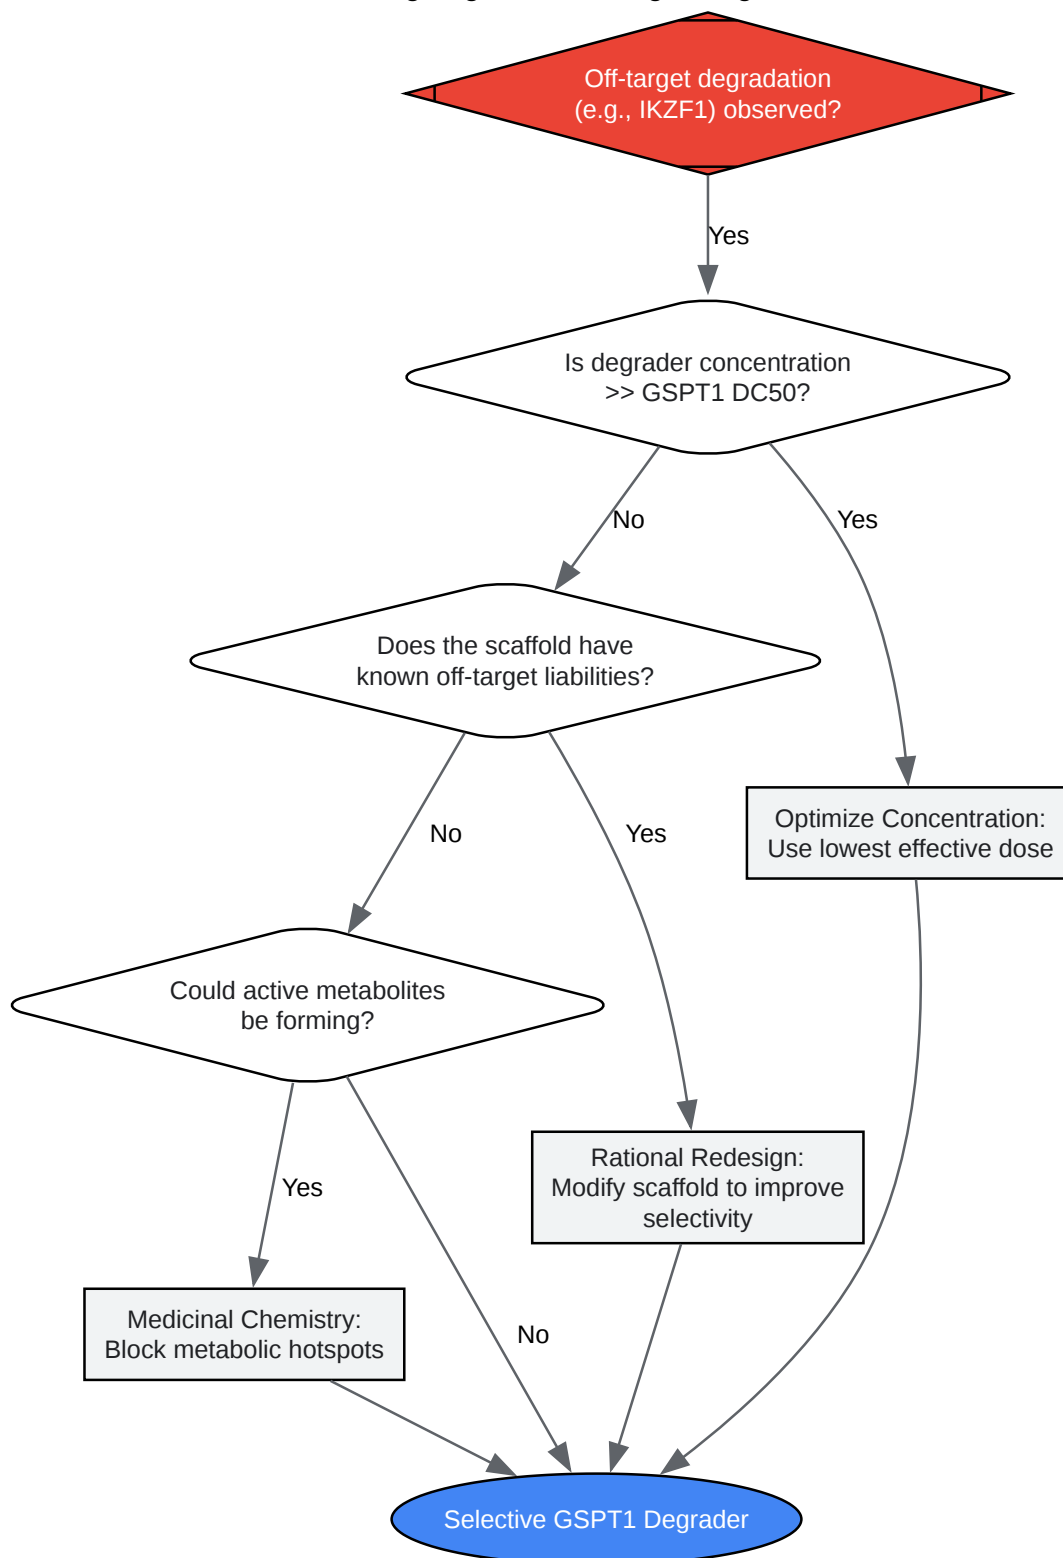 Off-target degradation
(e.g., IKZF1) observed?
Yes
Is degrader concentration
>> GSPT1 DC50?
No
Yes
Does the scaffold have
known off-target liabilities?
Optimize Concentration:
Use lowest effective dose
No
Yes
Could active metabolites
be forming?
Rational Redesign:
Modify scaffold to improve
selectivity
Yes
Medicinal Chemistry:
Block metabolic hotspots
No
Selective GSPT1 Degrader